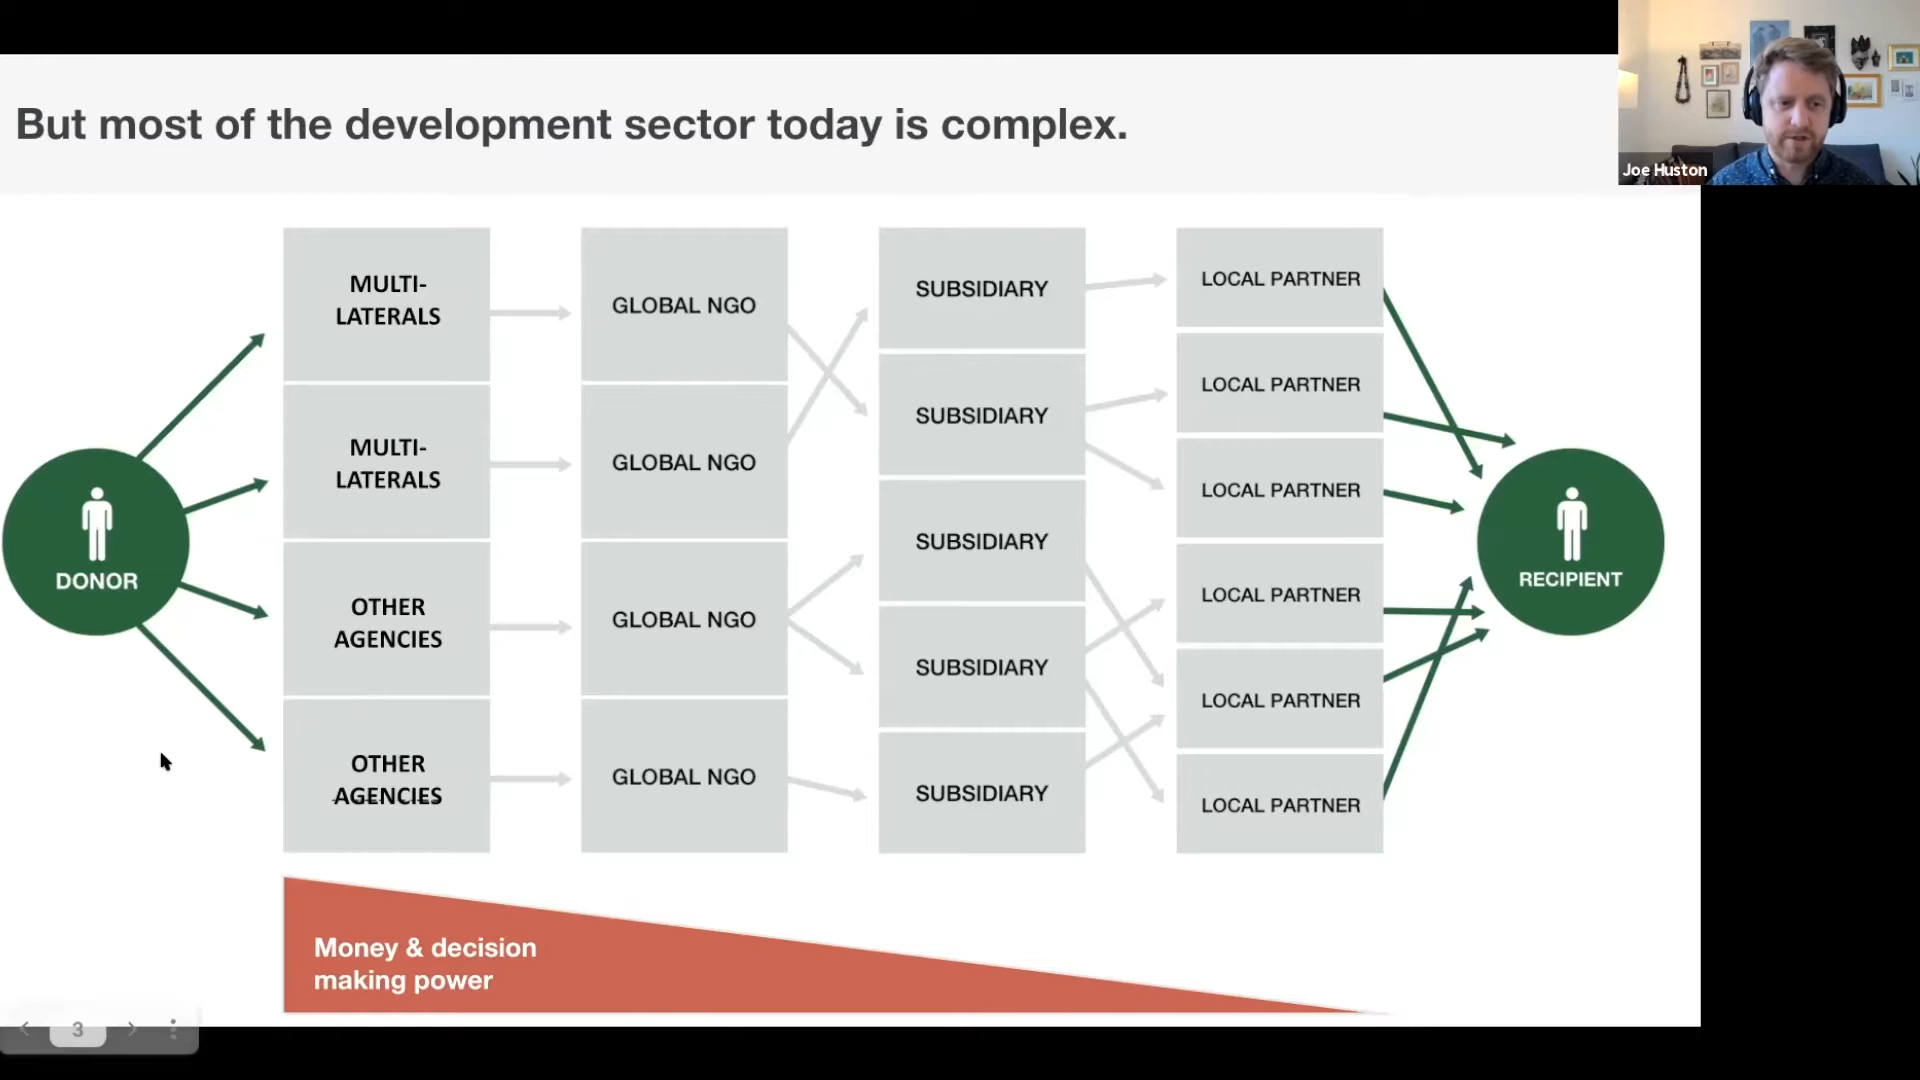 But most of the development sector today is complex.
Joe Huston
DONOR
MULTI-
LATERALS
MULTI-
LATERALS
OTHER
AGENCIES
OTHER
AGENCIES
GLOBAL NGO
GLOBAL NGO
GLOBAL NGO
GLOBAL NGO
SUBSIDIARY
SUBSIDIARY
SUBSIDIARY
SUBSIDIARY
SUBSIDIARY
LOCAL PARTNER
LOCAL PARTNER
LOCAL PARTNER
LOCAL PARTNER
LOCAL PARTNER
LOCAL PARTNER
RECIPIENT
Money & decision
making power
3